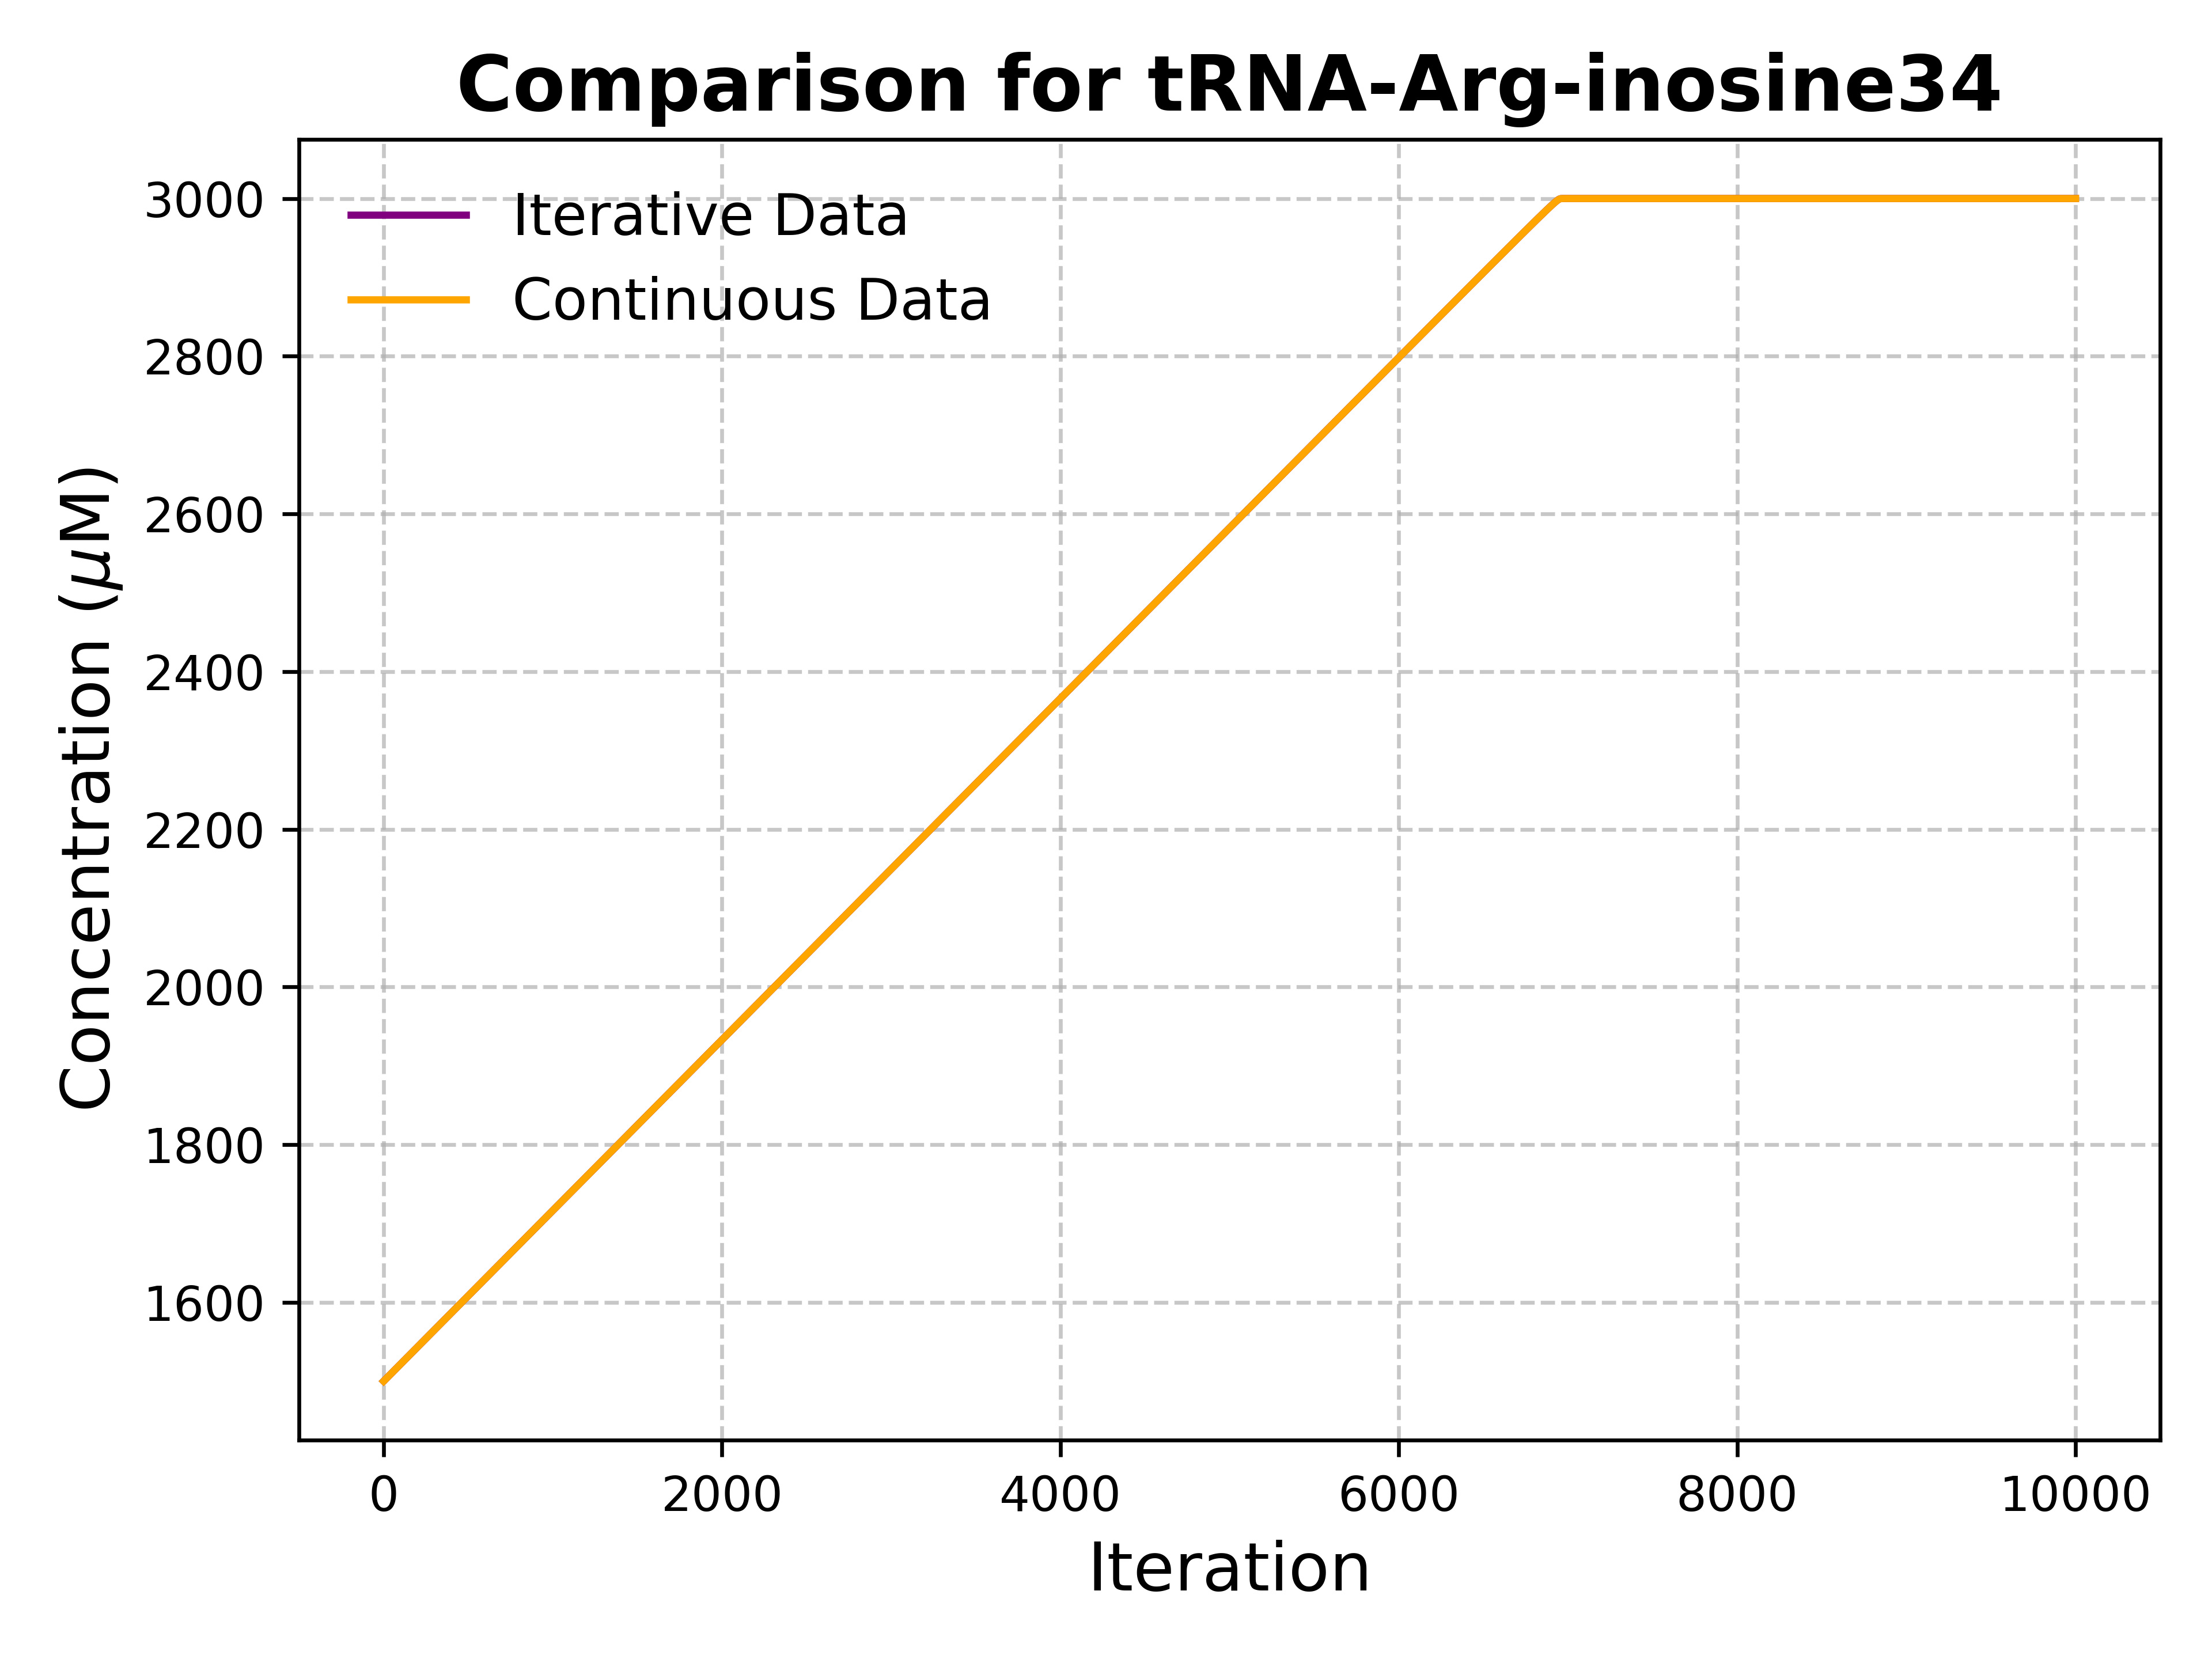 Comparison for tRNA-Arg-inosine34
Iterative Data
Continuous Data
3000
2800
2600
2400
2200
2000
1800
1600
Concentration (μM)
0 2000 4000 6000 8000 10000
Iteration